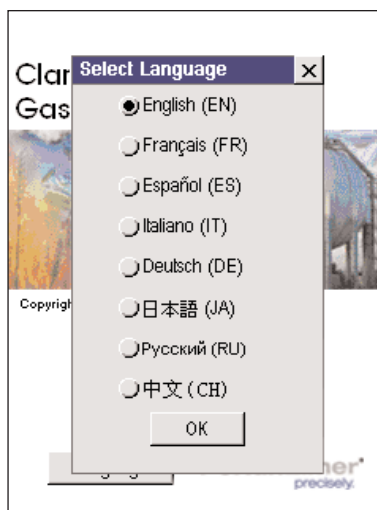 Clar
Gas
Select Language
English (EN)
Français (FR)
Español (ES)
Italiano (IT)
Deutsch (DE)
Copyrigh
日本語 (JA)
Русский (RU)
中文 (CH)
OK
precisely.